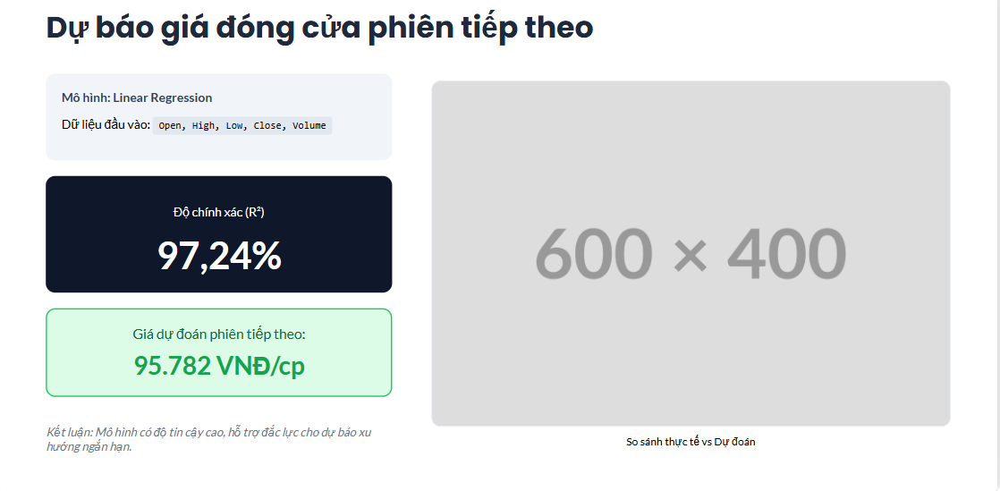 Dự báo giá đóng cửa phiên tiếp theo
Mô hình: Linear Regression
Dữ liệu đầu vào: Open, High, Low, Close, Volume
Độ chính xác (R²)
97,24%
Giá dự đoán phiên tiếp theo:
95.782 VNĐ/cp
Kết luận: Mô hình có độ tin cậy cao, hỗ trợ đắc lực cho dự báo xu
hướng ngắn hạn.
600 × 400
So sánh thực tế vs Dự đoán